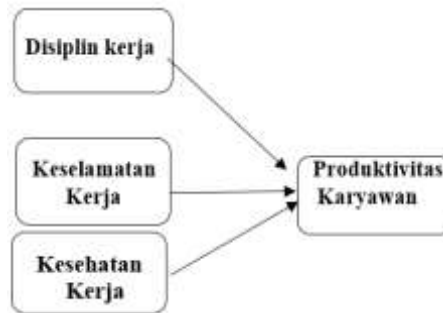 Disiplin kerja
Keselamatan
Kerja
Produktivitas
Karyawan
Kesehatan
Kerja